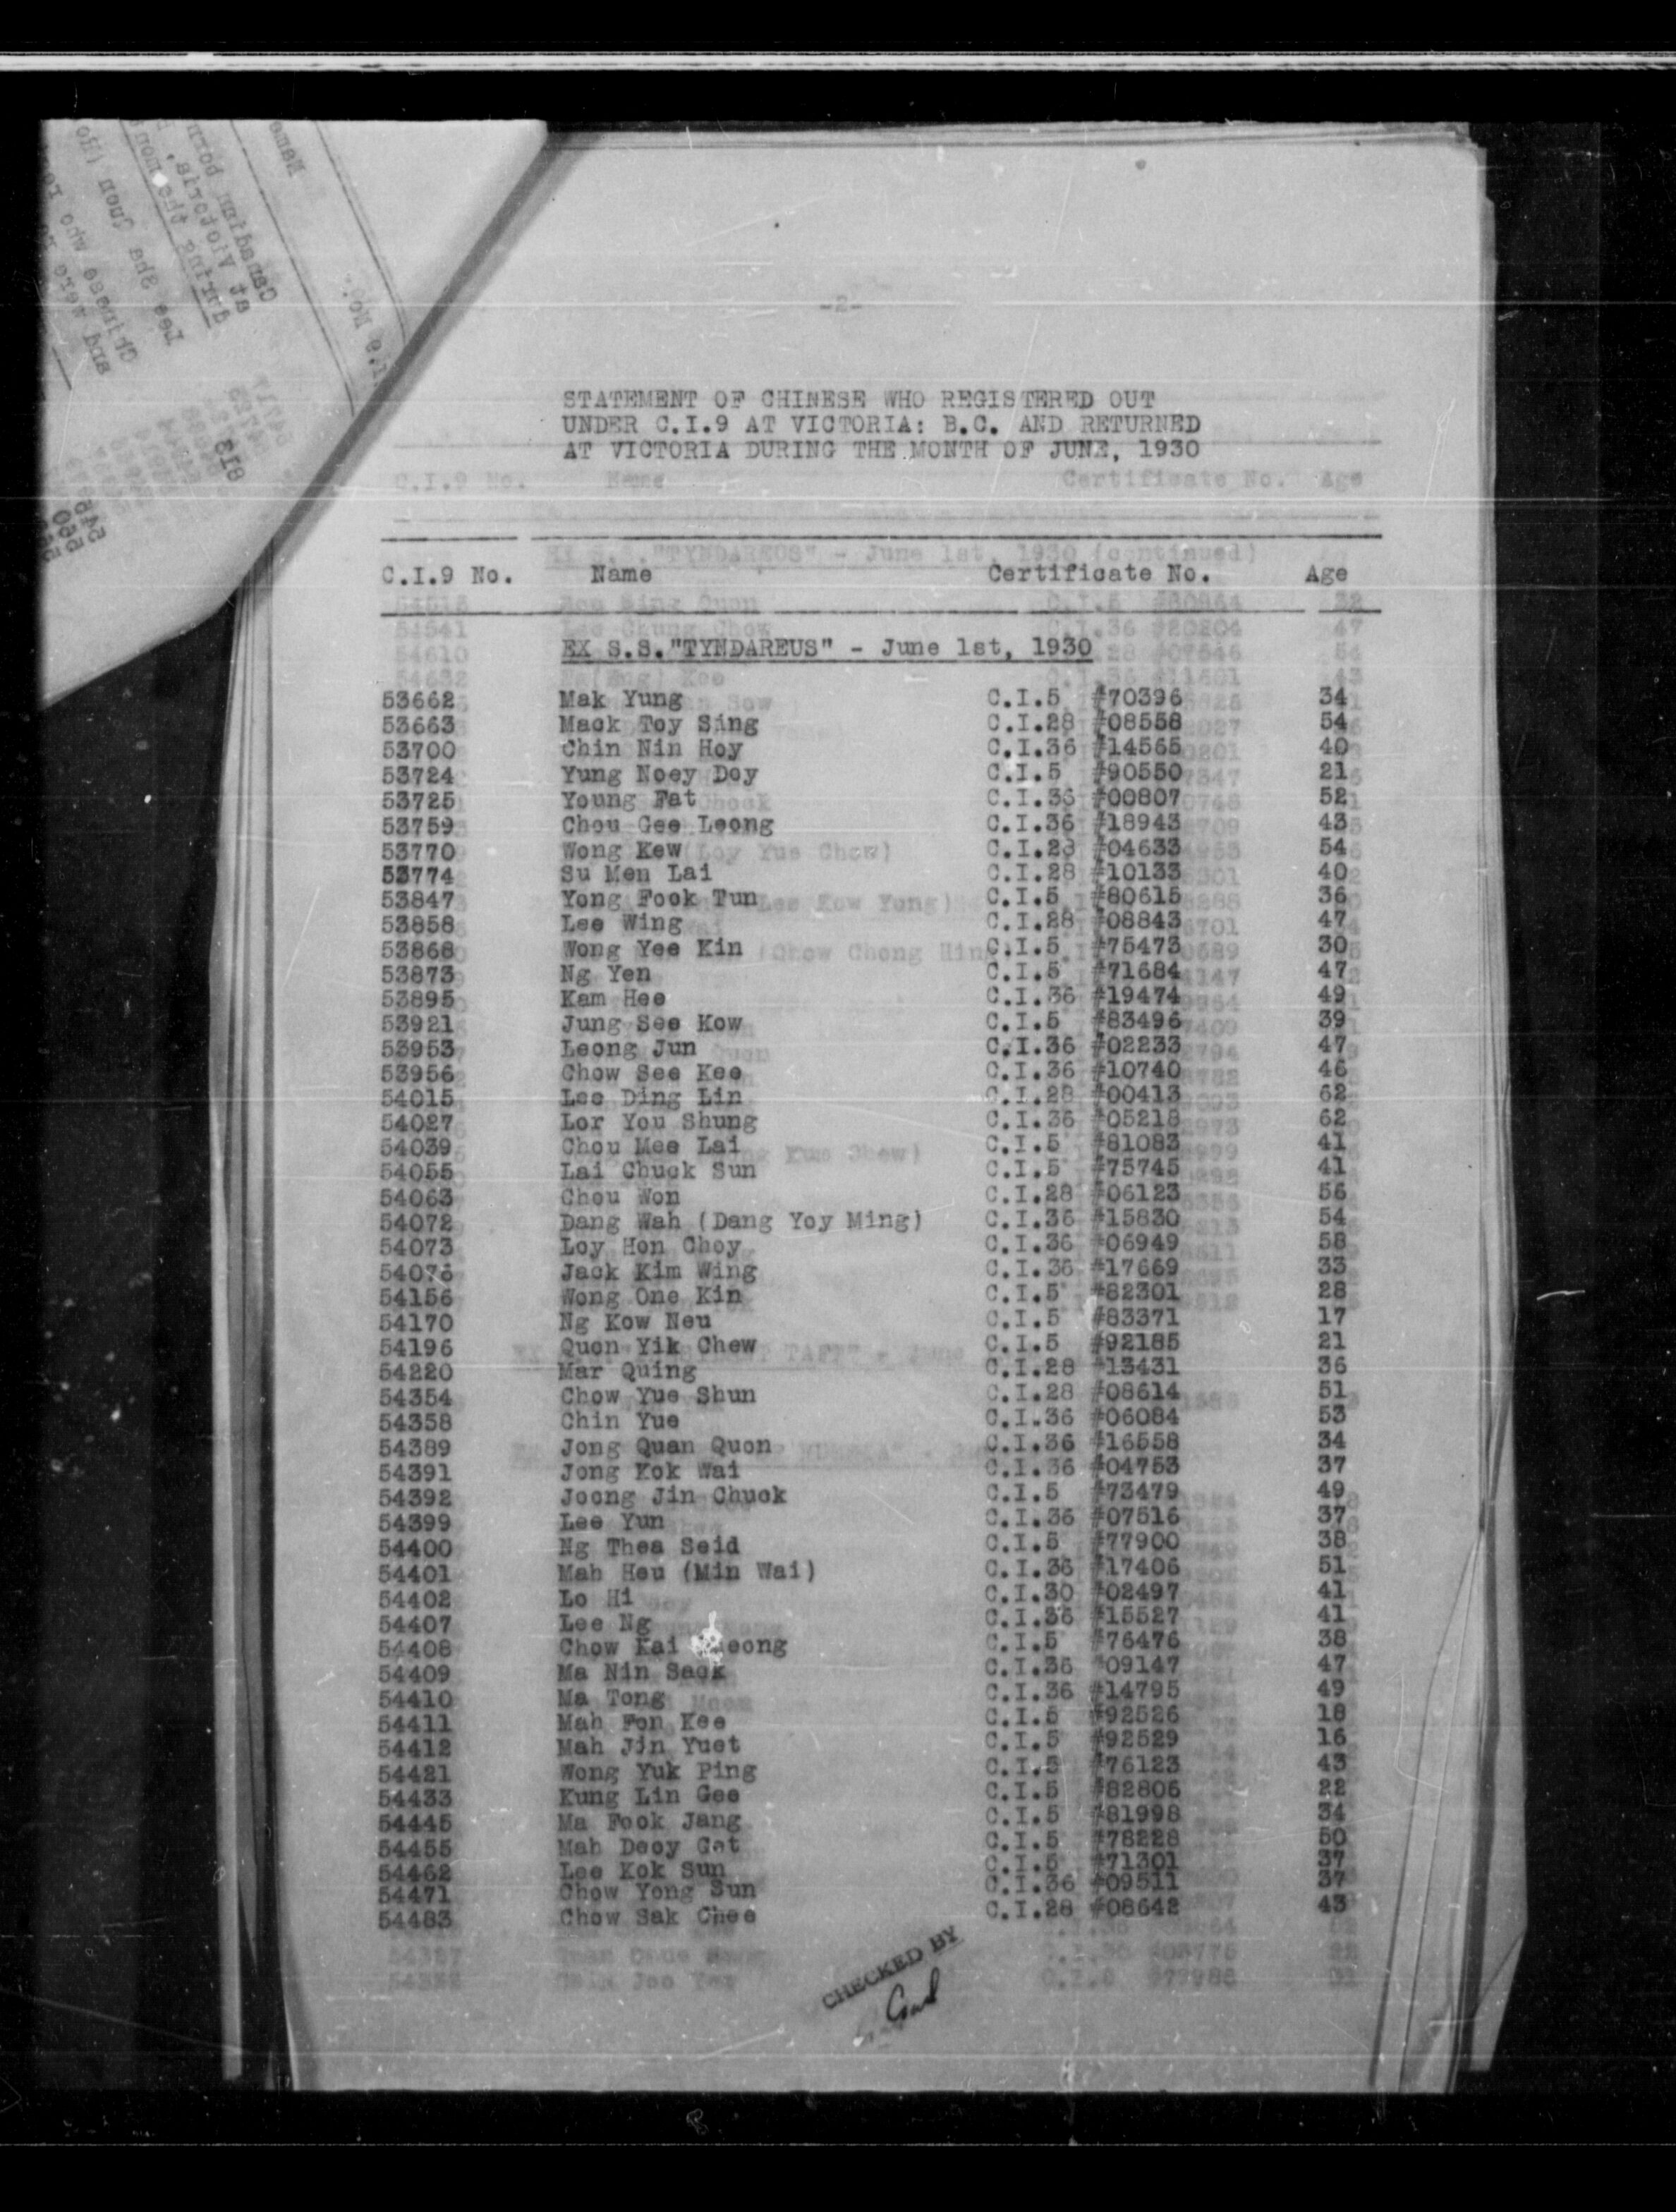 -2-
STATEMENT OF CHINESE WHO REGISTERED OUT
UNDER C.I.9 AT VICTORIA: B.C. AND RETURNED
AT VICTORIA DURING THE MONTH OF JUNE, 1930
C.I.9 No. Name Certificate No. Age
EX S.S."TYNDAREUS" - June 1st, 1930
53662 Mak Yung C.I.5 #70396 34
53663 Mack Toy Sing C.I.28 #08558 54
53700 Chin Nin Hoy C.I.36 #14565 40
53724 Yung Noey Doy C.I.5 #90550 21
53725 Young Fat C.I.36 #00807 52
53759 Chou Gee Leong C.I.36 #18943 43
53770 Wong Kew C.I.28 #04633 54
53774 Su Men Lai C.I.28 #10133 40
53847 Yong Fook Tun C.I.5 #80615 36
53858 Lee Wing C.I.28 #08843 47
53868 Wong Yee Kin C.I.5 #75473 30
53873 Ng Yen C.I.5 #71684 47
53895 Kam Hee C.I.36 #19474 49
53921 Jung See Kow C.I.5 #83496 39
53953 Leong Jun C.I.36 #02233 47
53956 Chow See Kee C.I.36 #10740 46
54015 Lee Ding Lin C.I.28 #00413 62
54027 Lor You Shung C.I.36 #05218 62
54039 Chou Mee Lai C.I.5 #81083 41
54055 Lai Chuck Sun C.I.5 #75745 41
54063 Chou Won C.I.28 #06123 56
54072 Dang Wah (Dang Yoy Ming) C.I.36 #15830 54
54073 Loy Hon Choy C.I.36 #06949 58
54076 Jack Kim Wing C.I.36 #17669 33
54156 Wong One Kin C.I.5 #82301 28
54170 Ng Kow Neu C.I.5 #83371 17
54196 Quon Yik Chew C.I.5 #92185 21
54220 Mar Quing C.I.28 #13431 36
54354 Chow Yue Shun C.I.28 #08614 51
54358 Chin Yue C.I.36 #06084 53
54389 Jong Quan Quon C.I.36 #16558 34
54391 Jong Kok Wai C.I.36 #04753 37
54392 Joong Jin Chuck C.I.5 #73479 49
54399 Lee Yun C.I.36 #07516 37
54400 Ng Thea Seid C.I.5 #77900 38
54401 Mah Heu (Min Wai) C.I.36 #17406 51
54402 Lo Hi C.I.30 #02497 41
54407 Lee Ng C.I.36 #15527 41
54408 Chow Kai eong C.I.5 #76476 38
54409 Ma Nin Sack C.I.36 #09147 47
54410 Ma Tong C.I.36 #14795 49
54411 Mah Fon Kee C.I.5 #92526 18
54412 Mah Jin Yuet C.I.5 #92529 16
54421 Wong Yuk Ping C.I.5 #76123 43
54433 Kung Lin Gee C.I.5 #82806 22
54445 Ma Fook Jang C.I.5 #81998 34
54455 Mah Deoy Get C.I.5 #78228 50
54462 Lee Kok Sun C.I.5 #71301 37
54471 Chow Yong Sun C.I.36 #09511 37
54483 Chow Sak Chee C.I.28 #08642 43
CHECKED BY